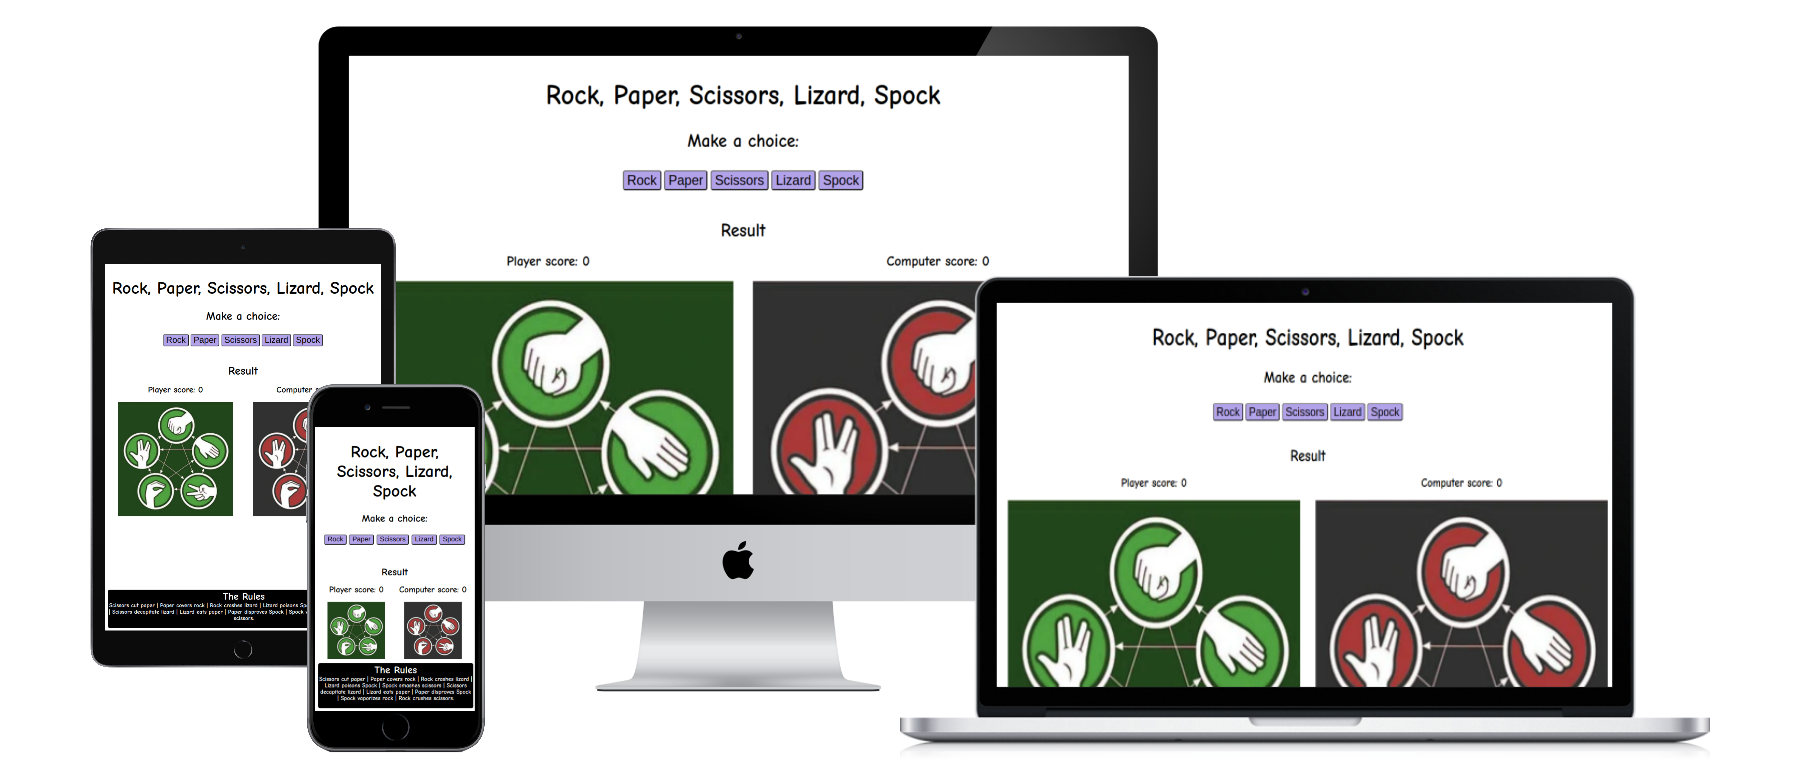 Rock, Paper, Scissors, Lizard, Spock
Make a choice:
Rock Paper Scissors Lizard Spock
Result
Player score: 0 Computer score: 0
Rock, Paper, Scissors, Lizard, Spock
Make a choice:
Rock Paper Scissors Lizard Spock
Result
Player score: 0 Computer s
The Rules
Scissors cut paper | Paper covers rock | Rock crushes lizard | Lizard poisons
| Scissors decapitate lizard | Lizard eats paper | Paper disproves Spock | Spock
scissors.
Rock, Paper,
Scissors, Lizard,
Spock
Make a choice:
Rock Paper Scissors Lizard Spock
Result
Player score: 0 Computer score: 0
The Rules
Scissors cut paper | Paper covers rock | Rock crushes lizard |
Lizard poisons Spock | Spock smashes scissors | Scissors
decapitate lizard | Lizard eats paper | Paper disproves Spock
| Spock vaporizes rock | Rock crushes scissors.
Rock, Paper, Scissors, Lizard, Spock
Make a choice:
Rock Paper Scissors Lizard Spock
Result
Player score: 0 Computer score: 0